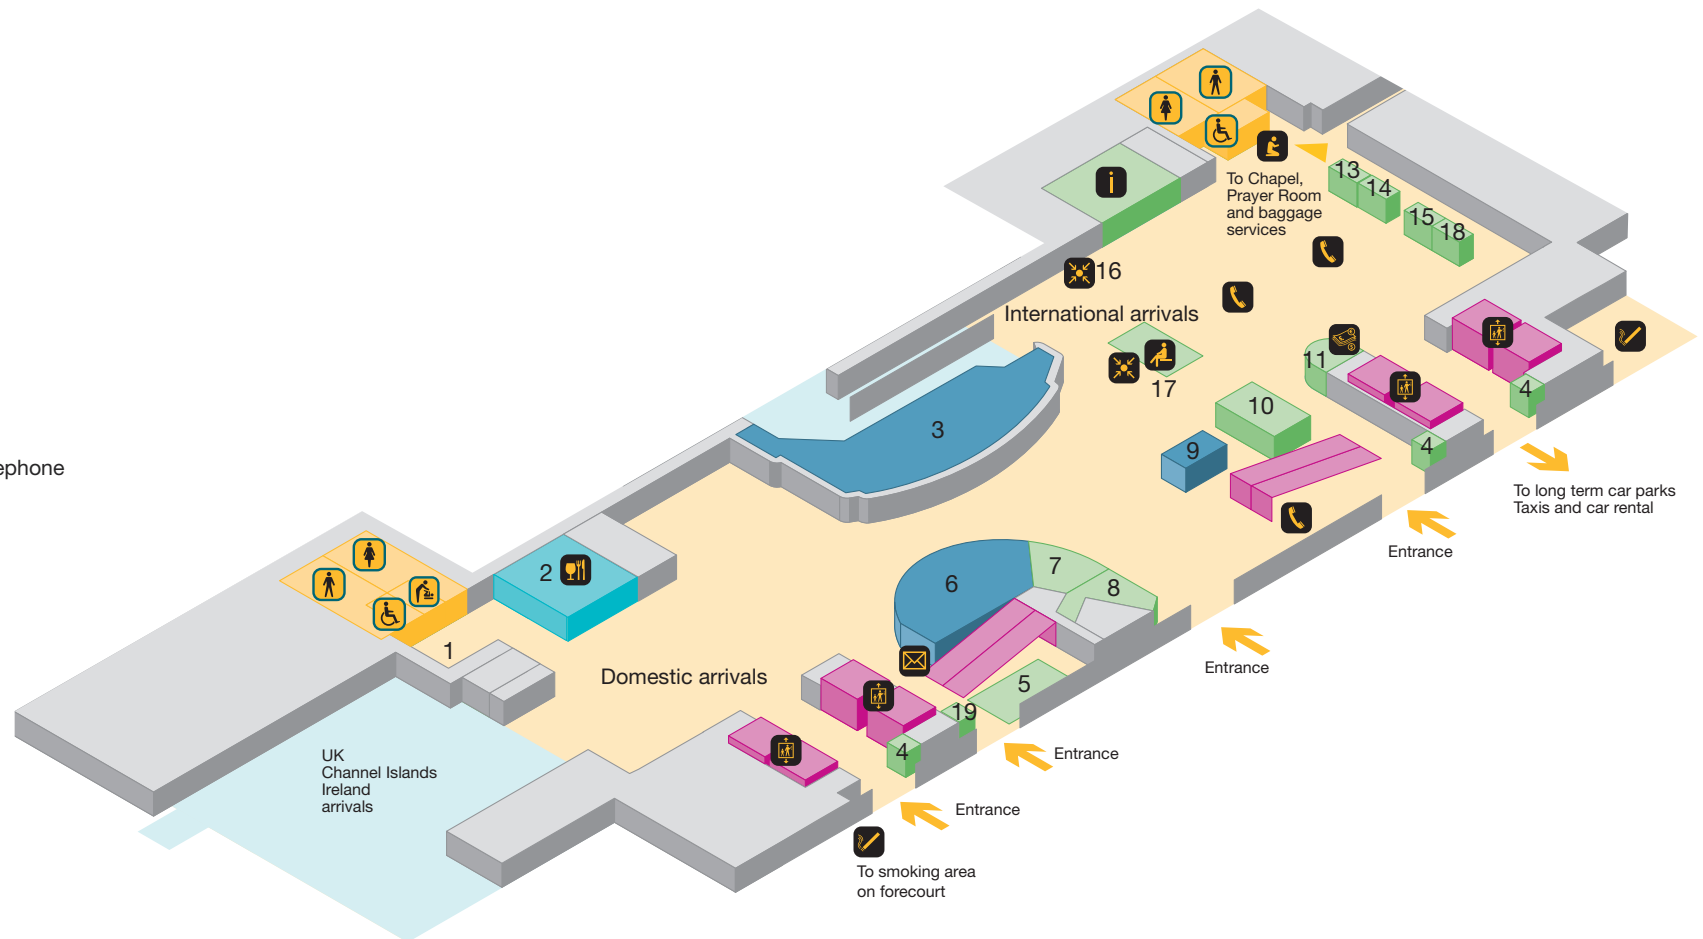 13
To Chapel,
Prayer Room
and baggage
services
14
15
18
i
16
International arrivals
11
17
4
10
3
4
9
ephone
To long term car parks
Taxis and car rental
Entrance
2
7
6
8
1
Entrance
Domestic arrivals
5
19
4
UK
Channel Islands
Ireland
arrivals
Entrance
Entrance
To smoking area
on forecourt